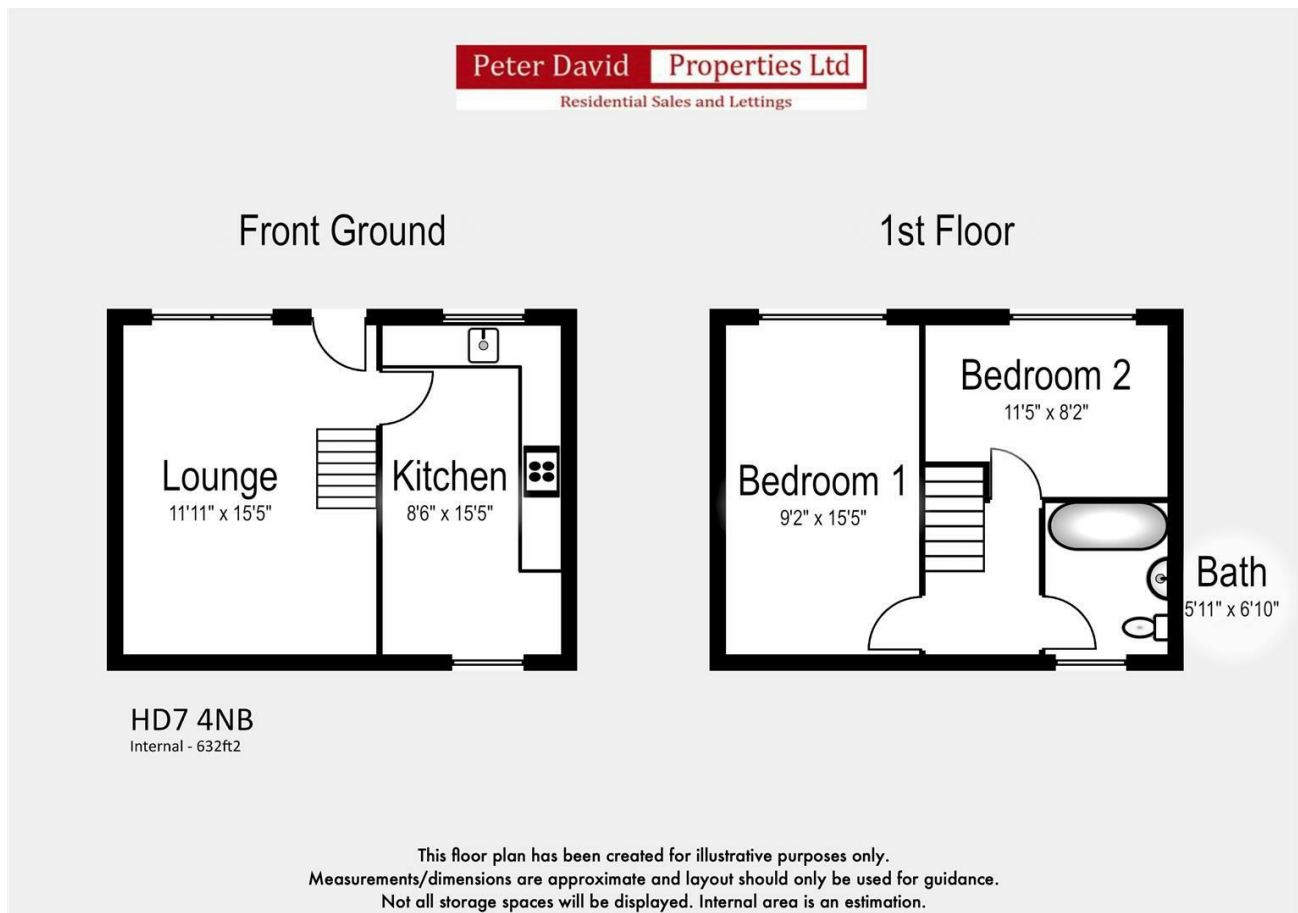 Peter David Properties Ltd
Residential Sales and Lettings
Front Ground
1st Floor
Lounge
11'11" x 15'5"
Kitchen
8'6" x 15'5"
Bedroom 1
9'2" x 15'5"
Bedroom 2
11'5" x 8'2"
Bath
5'11" x 6'10"
HD7 4NB
Internal - 632ft2
This floor plan has been created for illustrative purposes only.
Measurements/dimensions are approximate and layout should only be used for guidance.
Not all storage spaces will be displayed. Internal area is an estimation.